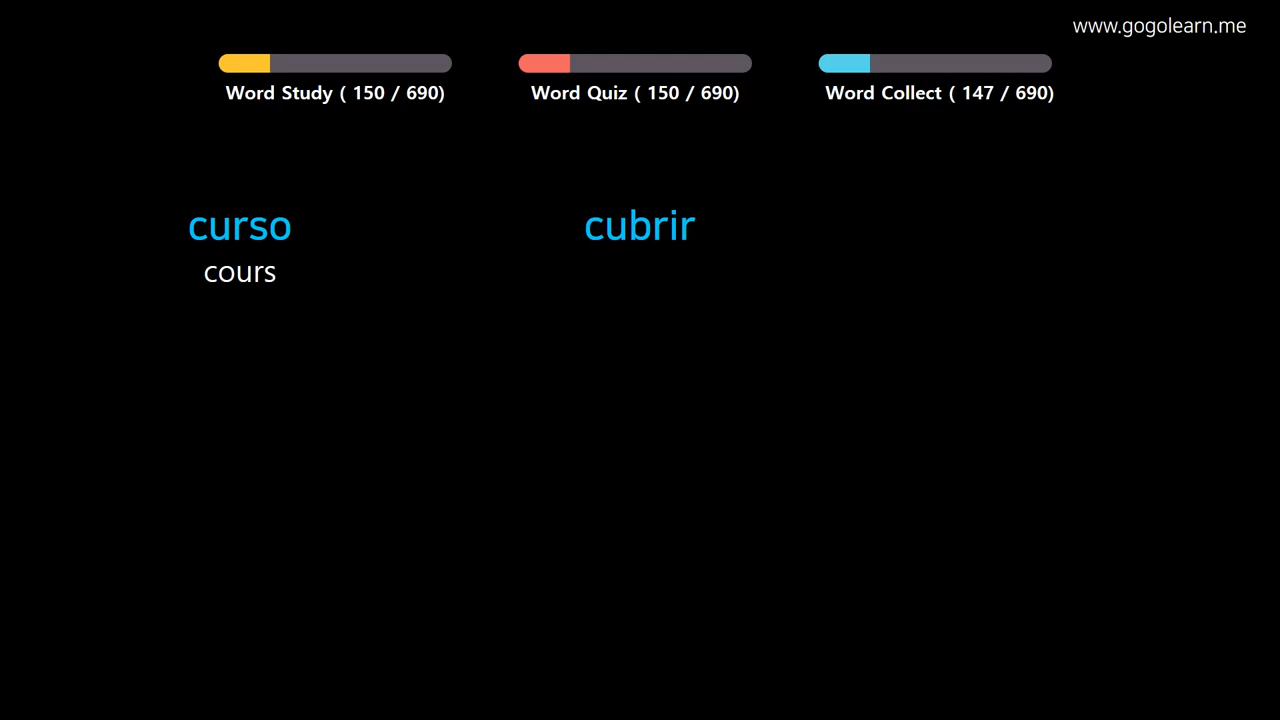 www.gogolearn.me
Word Study ( 150 / 690)
Word Quiz ( 150 / 690)
Word Collect ( 147 / 690)
curso
cours
cubrir